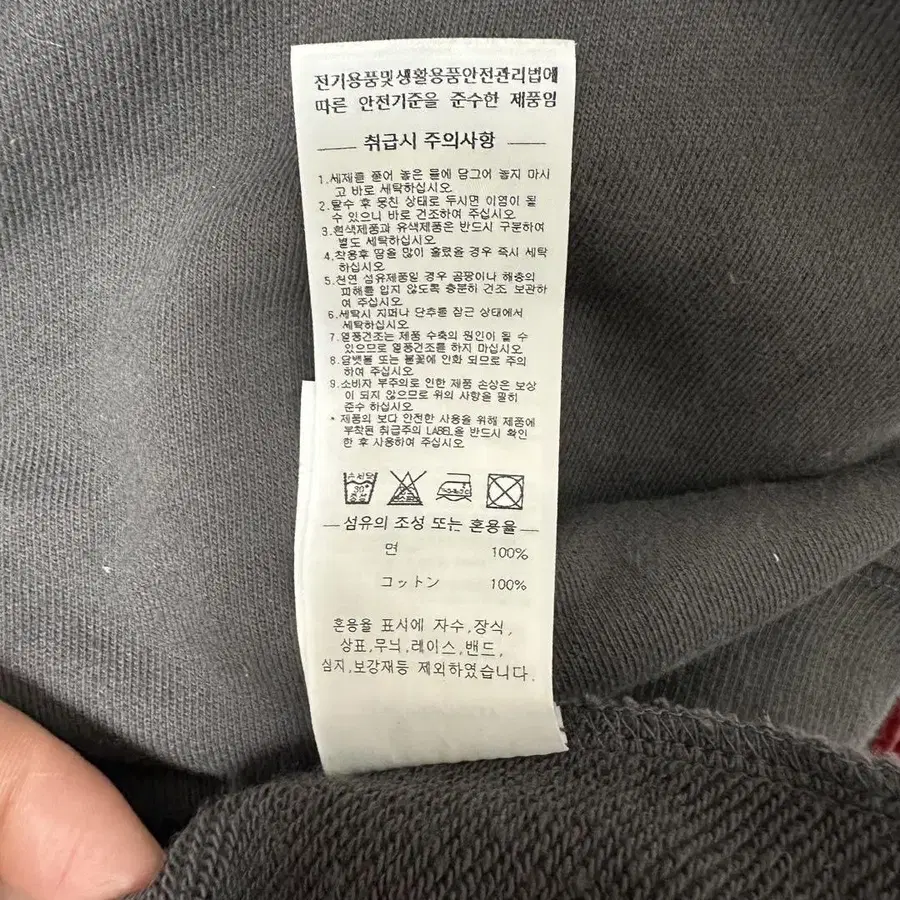 전기용품및생활용품안전관리법에
따른 안전기준을 준수한 제품임
취급시 주의사항
1.세제를 풀어 놓은 물에 담그어 놓지 마시
고 바로 세탁하십시오
2.탈수 후 뭉친 상태로 두시면 이염이 될
수 있으니 바로 건조하여 주십시오
3.흰색제품과 유색제품은 반드시 구분하여
별도 세탁하십시오
4.착용후 땀을 많이 흘렸을 경우 즉시 세탁
하십시오
5.천연 섬유제품일 경우 곰팡이나 해충의
피해를 입지 않도록 충분히 건조 보관하
여 주십시오
6.세탁시 지퍼나 단추를 잠근 상태에서
세탁하십시오
7.열풍건조는 제품 수축의 원인이 될 수
있으므로 열풍건조를 하지 마십시오
8.담뱃불 또는 불꽃에 인화 되므로 주의
하여 주십시오
9.소비자 부주의로 인한 제품 손상은 보상
이 되지 않으므로 위의 사항을 필히
준수 하십시오
* 제품의 보다 안전한 사용을 위해 제품에
부착된 취급주의 LABEL을 반드시 확인
한 후 사용하여 주십시오
30°
중성
섬유의 조성 또는 혼용율
면 100%
コットン 100%
혼용율 표시에 자수,장식,
상표,무늬,레이스,밴드,
심지,보강재등 제외하였습니다.